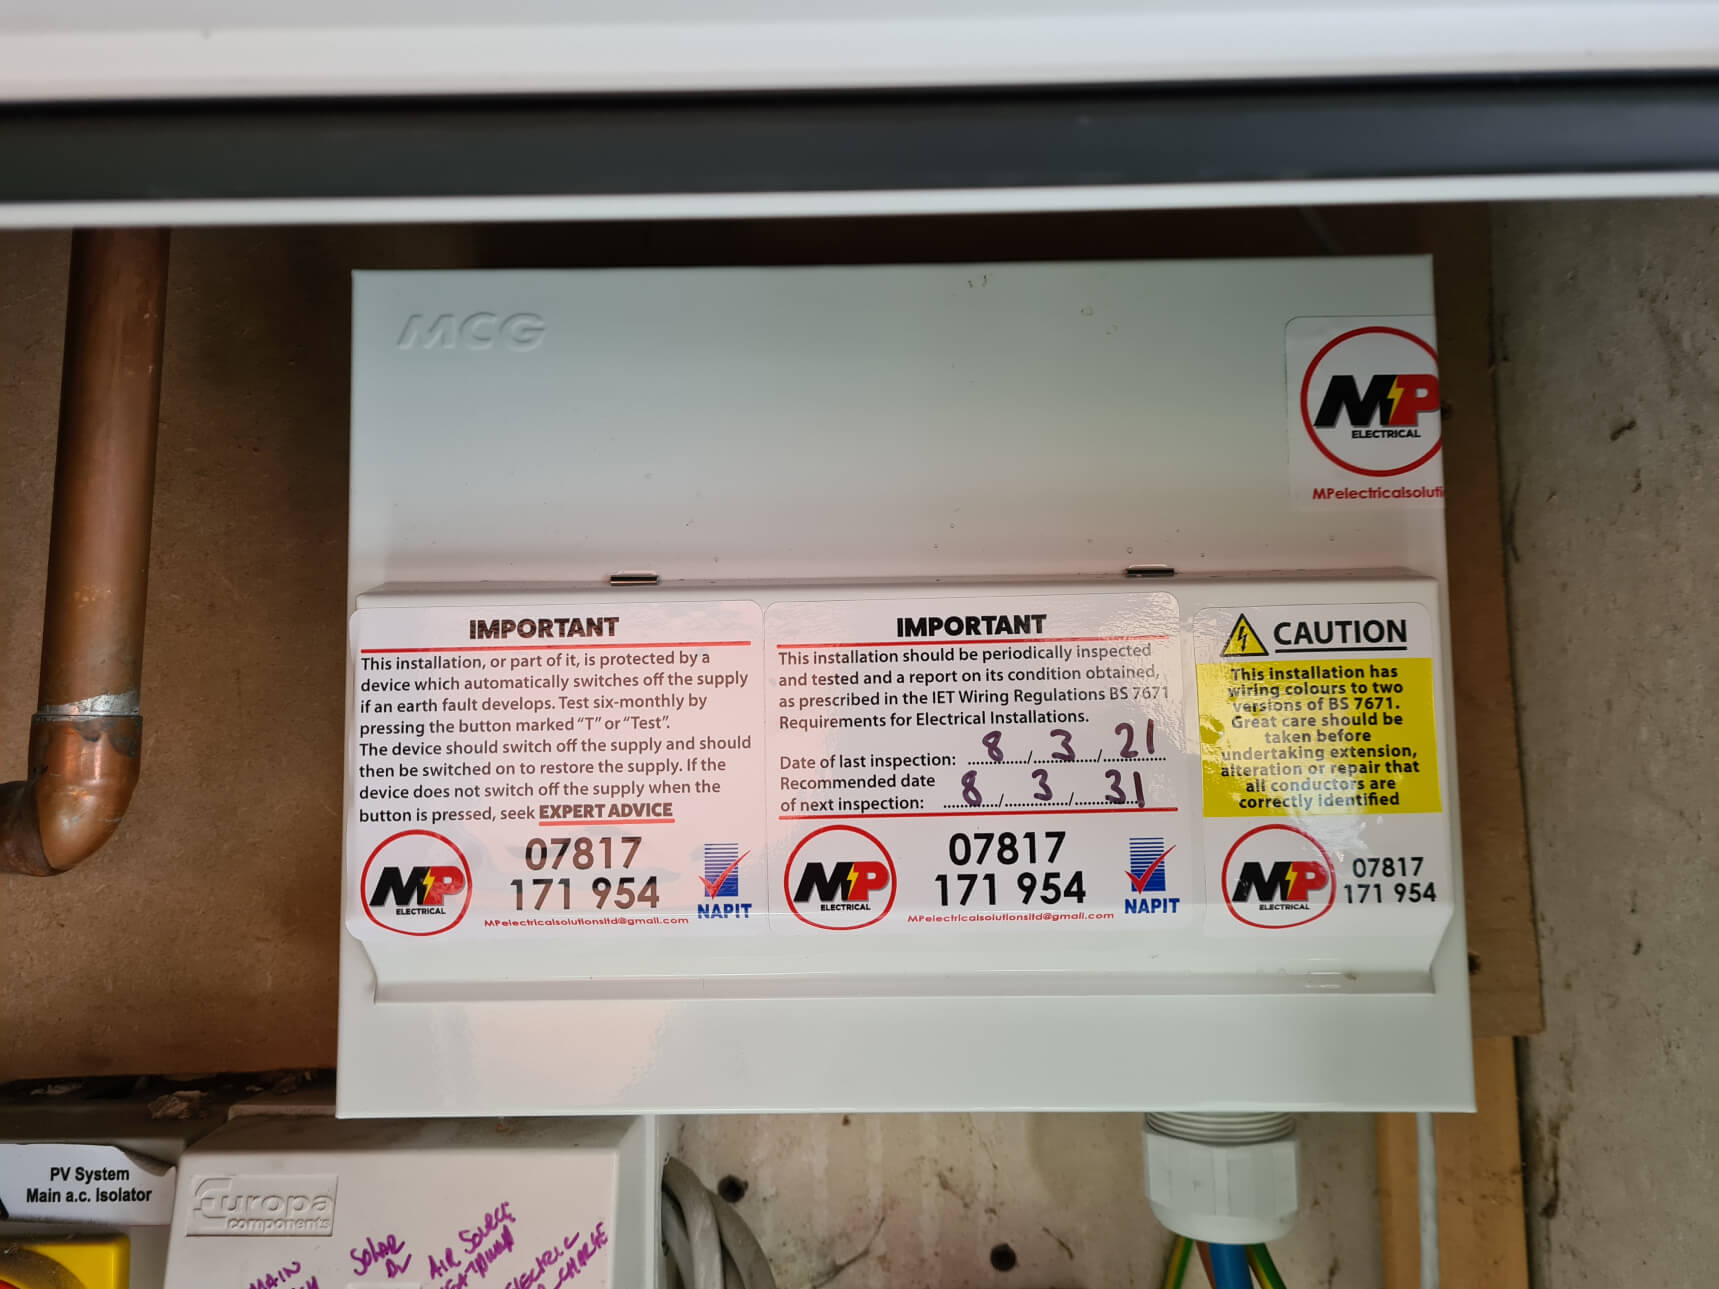 MCG
MP
ELECTRICAL
MPelectricalsoluti
IMPORTANT
This installation, or part of it, is protected by a
device which automatically switches off the supply
if an earth fault develops. Test six-monthly by
pressing the button marked “T” or “Test”.
The device should switch off the supply and should
then be switched on to restore the supply. If the
device does not switch off the supply when the
button is pressed, seek EXPERT ADVICE
MP
ELECTRICAL
07817
171 954
MPelectricalsolutionsltd@gmail.com
NAPIT
IMPORTANT
This installation should be periodically inspected
and tested and a report on its condition obtained,
as prescribed in the IET Wiring Regulations BS 7671
Requirements for Electrical Installations.
Date of last inspection: 8 / 3 / 21
Recommended date
of next inspection: 8 / 3 / 31
MP
ELECTRICAL
07817
171 954
MPelectricalsolutionsltd@gmail.com
NAPIT
CAUTION
This installation has
wiring colours to two
versions of BS 7671.
Great care should be
taken before
undertaking extension,
alteration or repair that
all conductors are
correctly identified
MP
ELECTRICAL
07817
171 954
PV System
Main a.c. Isolator
Europa
components
MAIN
SOLAR
AIR SOURCE
CHARGE